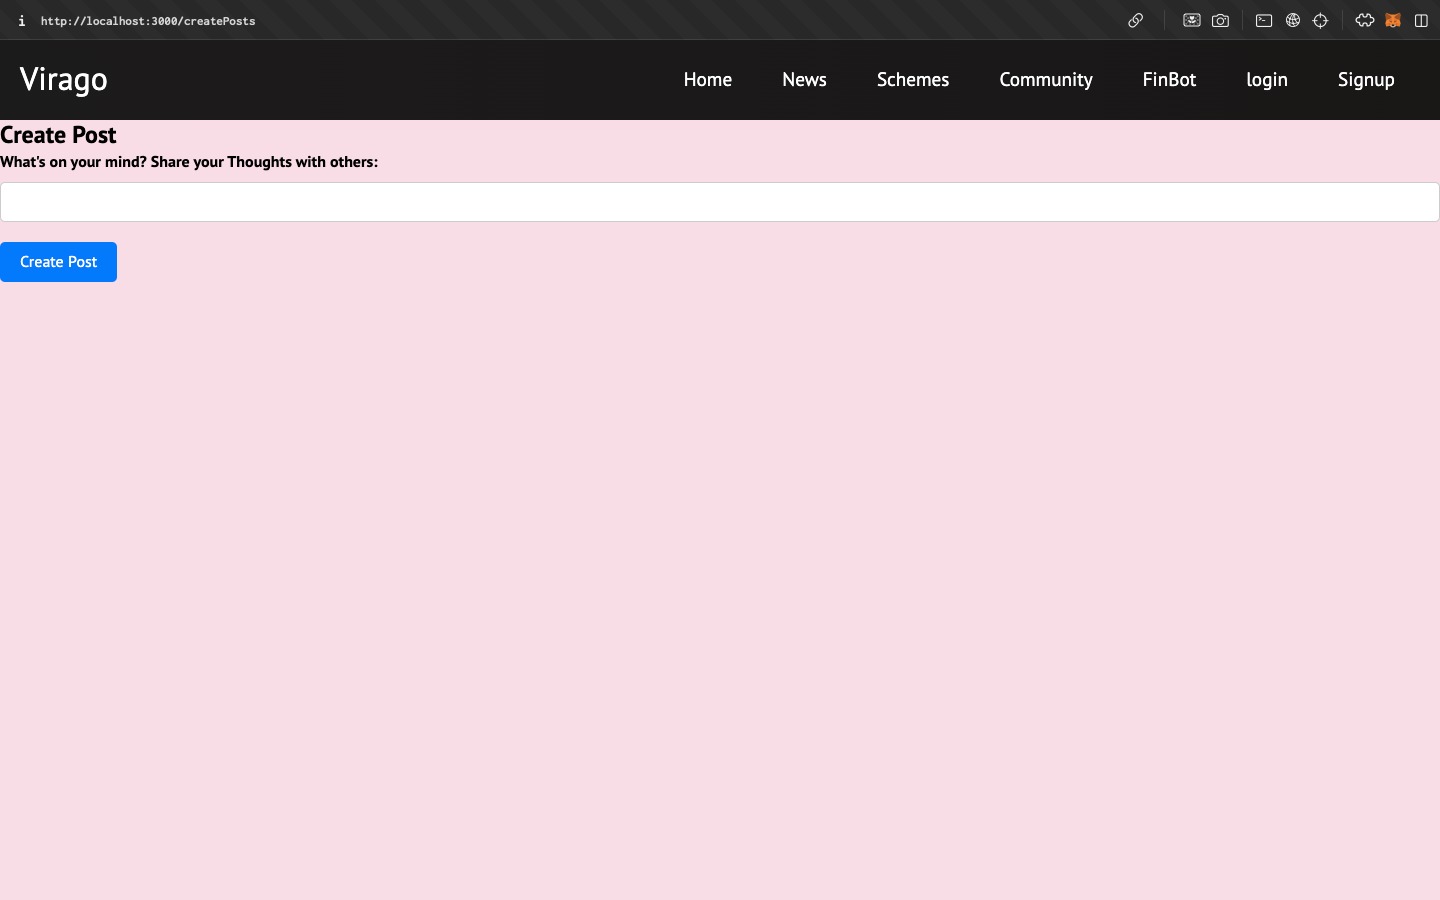 i http://localhost:3000/createPosts
Virago Home News Schemes Community FinBot login Signup
Create Post
What's on your mind? Share your Thoughts with others:
Create Post